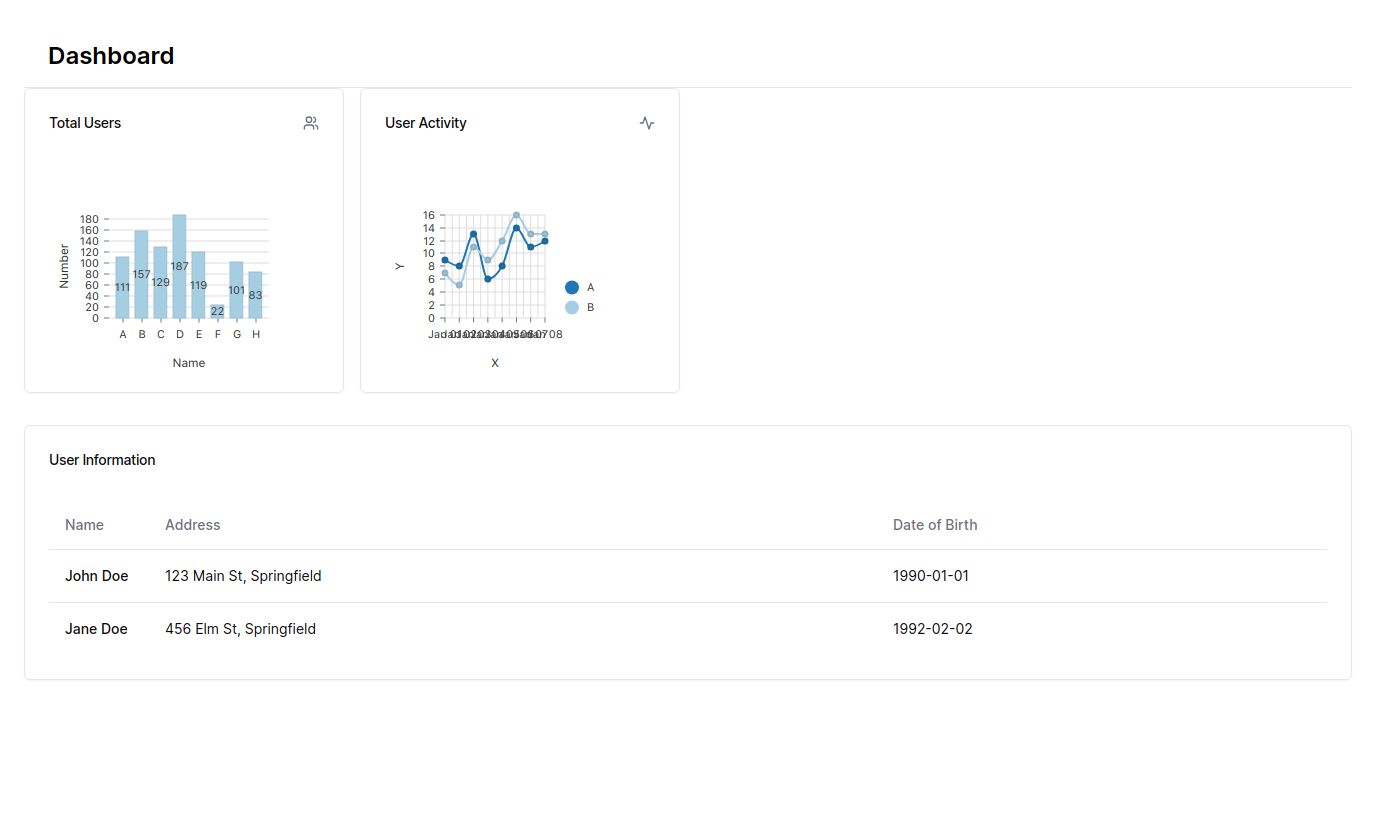 Dashboard
Total Users
Number
180
160
140
120
100
80
60
40
20
0
111
157
129
187
119
22
101
83
A B C D E F G H
Name
User Activity
Y
16
14
12
10
8
6
4
2
0
X
A
B
User Information
Name Address Date of Birth
John Doe 123 Main St, Springfield 1990-01-01
Jane Doe 456 Elm St, Springfield 1992-02-02